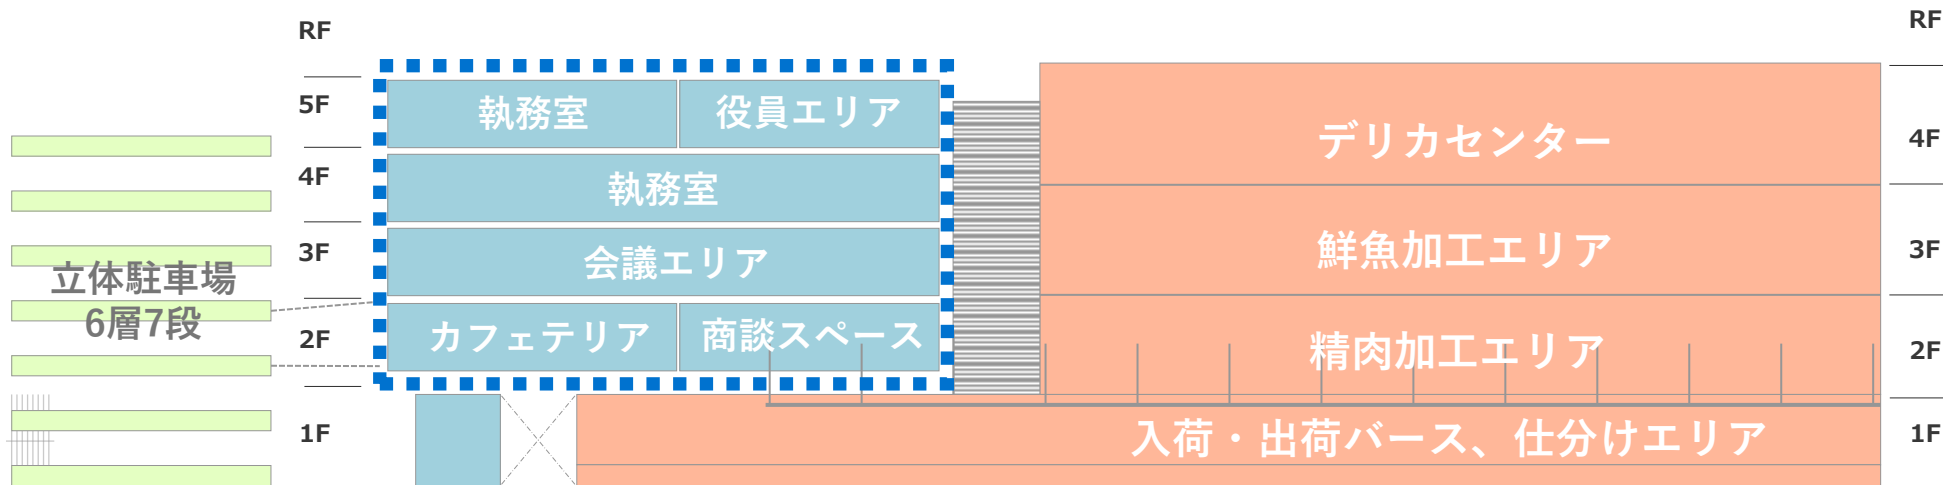 RF
5F
4F
3F
2F
1F
立体駐車場
6層7段
執務室
役員エリア
執務室
会議エリア
カフェテリア
商談スペース
デリカセンター
鮮魚加工エリア
精肉加工エリア
入荷・出荷バース、仕分けエリア
RF
4F
3F
2F
1F